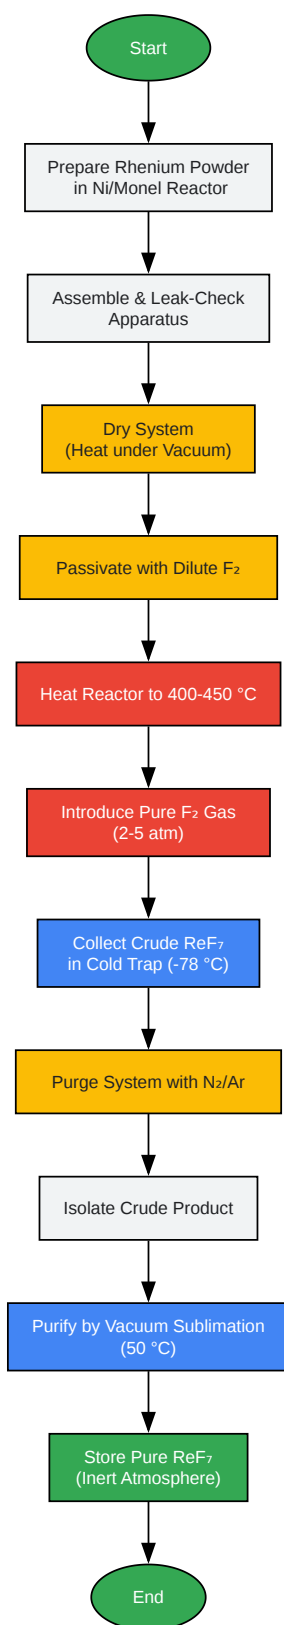 Start
Prepare Rhenium Powder
in Ni/Monel Reactor
Assemble & Leak-Check
Apparatus
Dry System
(Heat under Vacuum)
Passivate with Dilute F₂
Heat Reactor to 400-450 °C
Introduce Pure F₂ Gas
(2-5 atm)
Collect Crude ReF₇
in Cold Trap (-78 °C)
Purge System with N₂/Ar
Isolate Crude Product
Purify by Vacuum Sublimation
(50 °C)
Store Pure ReF₇
(Inert Atmosphere)
End